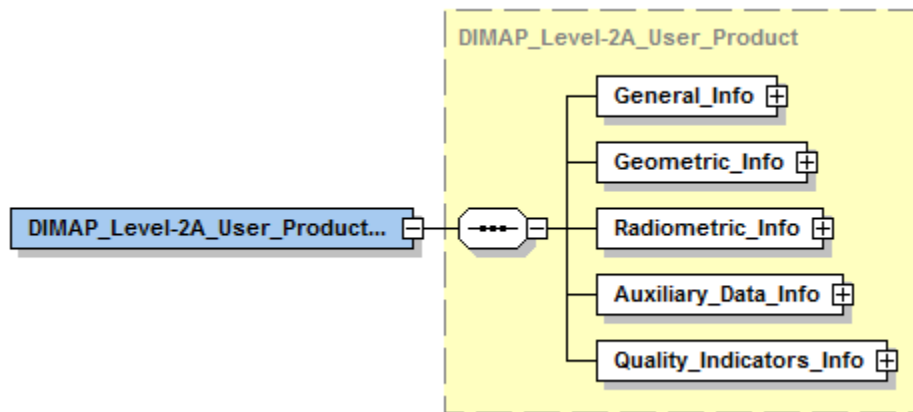 DIMAP_Level-2A_User_Product
General_Info
Geometric_Info
DIMAP_Level-2A_User_Product...
Radiometric_Info
Auxiliary_Data_Info
Quality_Indicators_Info